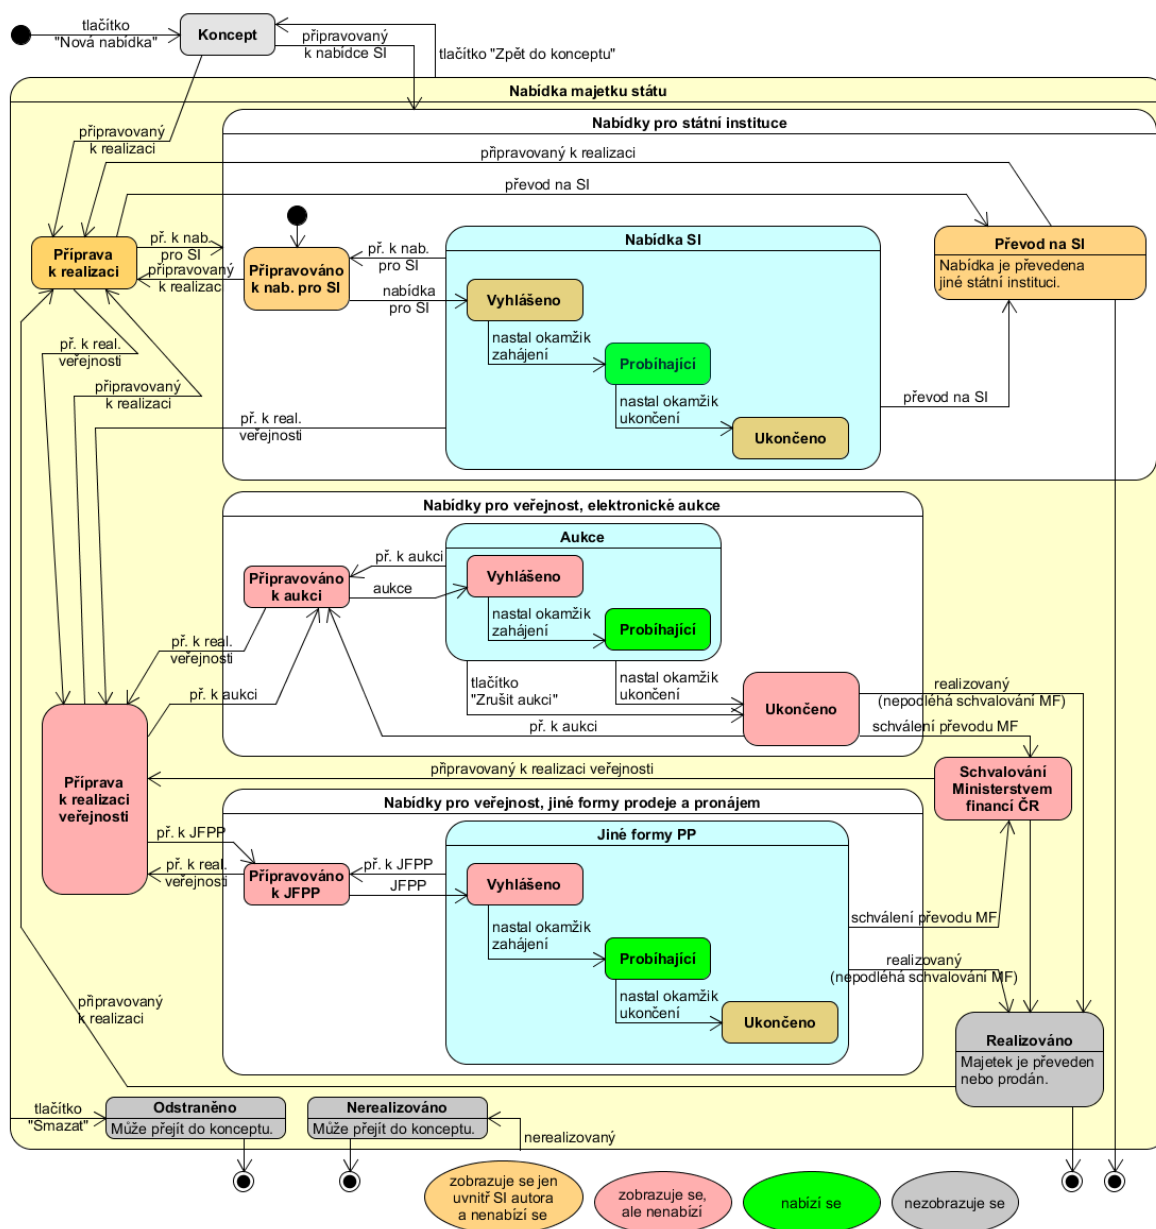 tlačítko
"Nová nabídka"
Koncept
připravovaný
k nabídce SI
tlačítko "Zpět do konceptu"
Nabídka majetku státu
připravovaný
k realizaci
Nabídky pro státní instituce
připravovaný k realizaci
převod na SI
Příprava
k realizaci
př. k nab.
pro SI
připravovaný
k realizaci
Připravováno
k nab. pro SI
př. k nab.
pro SI
nabídka
pro SI
Nabídka SI
Vyhlášeno
nastal okamžik
zahájení
Probíhající
nastal okamžik
ukončení
Ukončeno
Převod na SI
Nabídka je převedena
jiné státní instituci.
převod na SI
př. k real.
veřejnosti
připravovaný
k realizaci
př. k real.
veřejnosti
Nabídky pro veřejnost, elektronické aukce
Aukce
př. k aukci
Připravováno
k aukci
aukce
Vyhlášeno
nastal okamžik
zahájení
Probíhající
př. k real.
veřejnosti
př. k aukci
tlačítko
"Zrušit aukci"
nastal okamžik
ukončení
Ukončeno
př. k aukci
realizovaný
(nepodléhá schvalování MF)
schválení převodu MF
Příprava
k realizaci
veřejnosti
připravovaný k realizaci veřejnosti
Schvalování
Ministerstvem
financí ČR
Nabídky pro veřejnost, jiné formy prodeje a pronájem
Jiné formy PP
př. k JFPP
př. k real.
veřejnosti
Připravováno
k JFPP
př. k JFPP
JFPP
Vyhlášeno
nastal okamžik
zahájení
Probíhající
nastal okamžik
ukončení
Ukončeno
schválení převodu MF
realizovaný
(nepodléhá schvalování MF)
připravovaný
k realizaci
Realizováno
Majetek je převeden
nebo prodán.
tlačítko
"Smazat"
Odstraněno
Může přejít do konceptu.
Nerealizováno
Může přejít do konceptu.
nerealizovaný
zobrazuje se jen
uvnitř SI autora
a nenabízí se
zobrazuje se,
ale nenabízí
nabízí se
nezobrazuje se